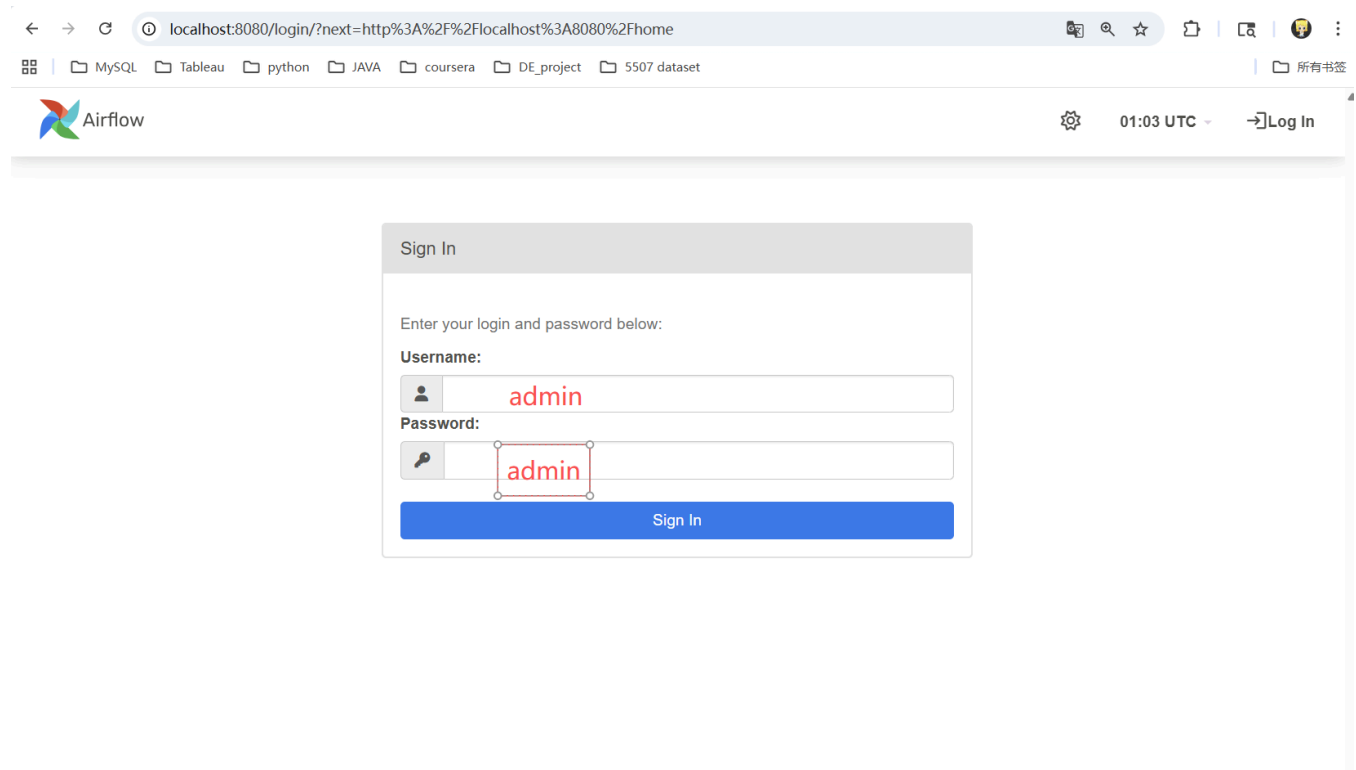 localhost:8080/login/?next=http%3A%2F%2Flocalhost%3A8080%2Fhome
MySQL Tableau python JAVA coursera DE_project 5507 dataset 所有书签
Airflow 01:03 UTC Log In
Sign In
Enter your login and password below:
Username:
admin
Password:
admin
Sign In